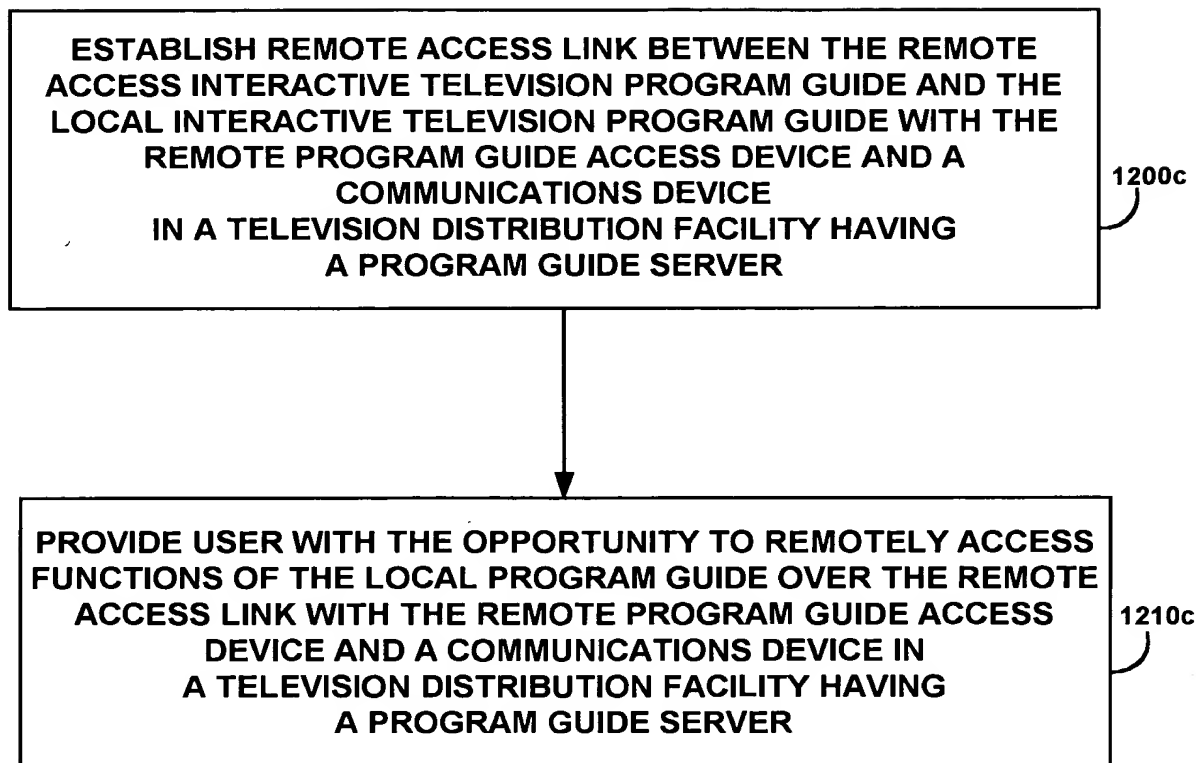 ESTABLISH REMOTE ACCESS LINK BETWEEN THE REMOTE
ACCESS INTERACTIVE TELEVISION PROGRAM GUIDE AND THE
LOCAL INTERACTIVE TELEVISION PROGRAM GUIDE WITH THE
REMOTE PROGRAM GUIDE ACCESS DEVICE AND A
COMMUNICATIONS DEVICE
IN A TELEVISION DISTRIBUTION FACILITY HAVING
A PROGRAM GUIDE SERVER
1200c
PROVIDE USER WITH THE OPPORTUNITY TO REMOTELY ACCESS
FUNCTIONS OF THE LOCAL PROGRAM GUIDE OVER THE REMOTE
ACCESS LINK WITH THE REMOTE PROGRAM GUIDE ACCESS
DEVICE AND A COMMUNICATIONS DEVICE IN
A TELEVISION DISTRIBUTION FACILITY HAVING
A PROGRAM GUIDE SERVER
1210c